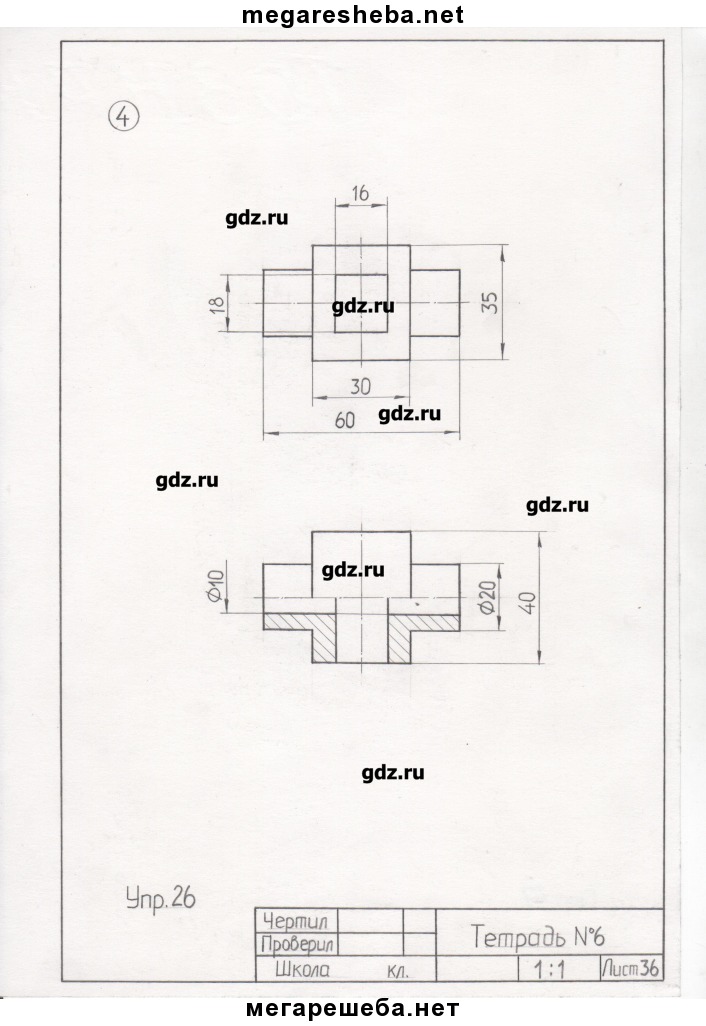 megaresheba.net
4
16
gdz.ru
18
gdz.ru
35
30
gdz.ru
60
gdz.ru
gdz.ru
gdz.ru
Ø10
Ø20
40
gdz.ru
Упр.26
Чертил
Проверил
Тетрадь №6
Школа кл.
1:1
Лист36
мегарешеба.нет